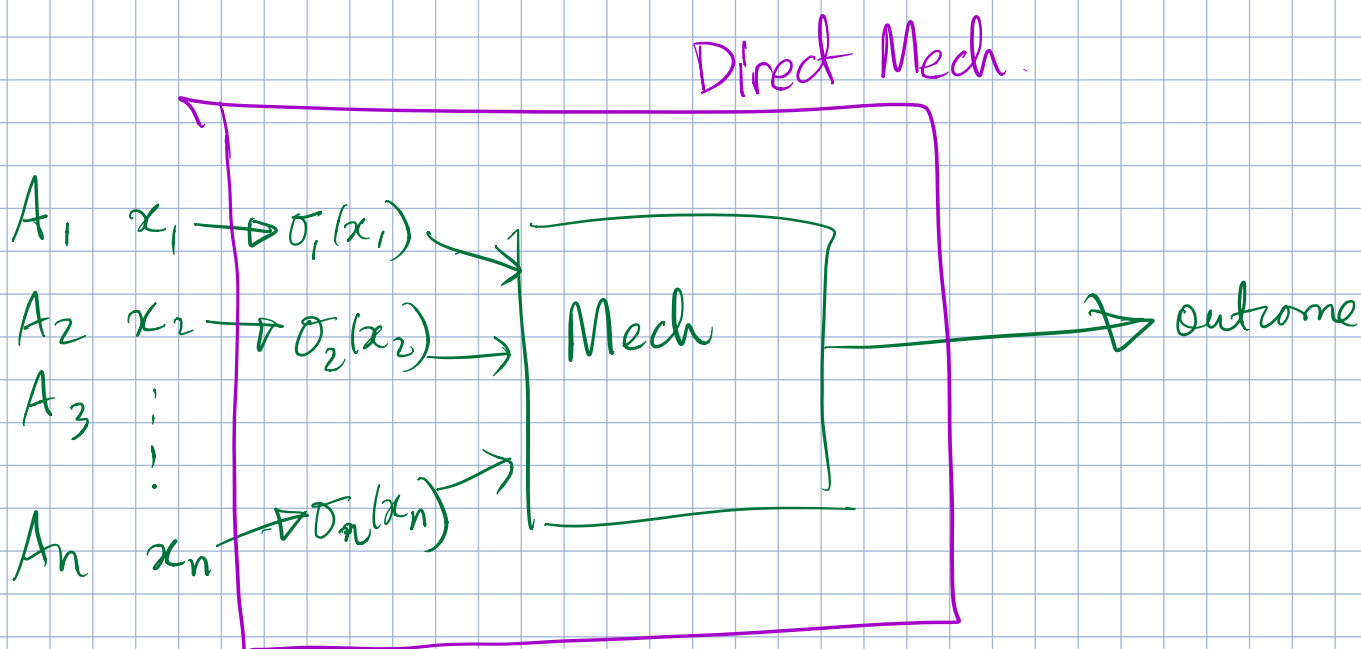 Direct Mech.
A₁ x₁ σ₁(x₁)
A₂ x₂ σ₂(x₂) Mech outcome
A₃
Aₙ xₙ σₙ(xₙ)